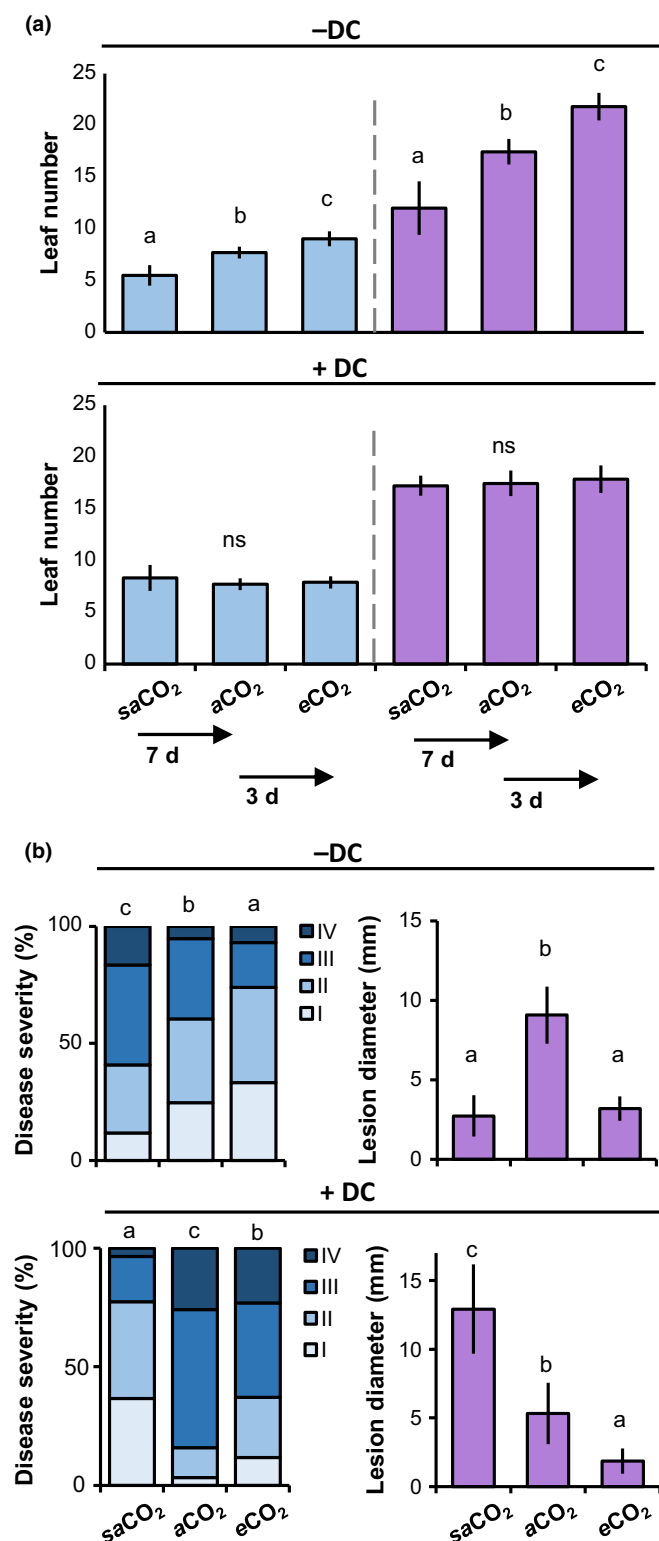 (a)
–DC
Leaf number
25
20
15
10
5
0
a
b
c
a
b
c
+ DC
Leaf number
25
20
15
10
5
0
ns
ns
saCO₂ aCO₂ eCO₂ saCO₂ aCO₂ eCO₂
7 d 7 d
3 d 3 d
(b)
–DC
Disease severity (%)
100
50
0
c b a
IV
III
II
I
Lesion diameter (mm)
15
10
5
0
a
b
a
+ DC
Disease severity (%)
100
50
0
a c b
IV
III
II
I
saCO₂ aCO₂ eCO₂
Lesion diameter (mm)
15
10
5
0
c
b
a
saCO₂ aCO₂ eCO₂